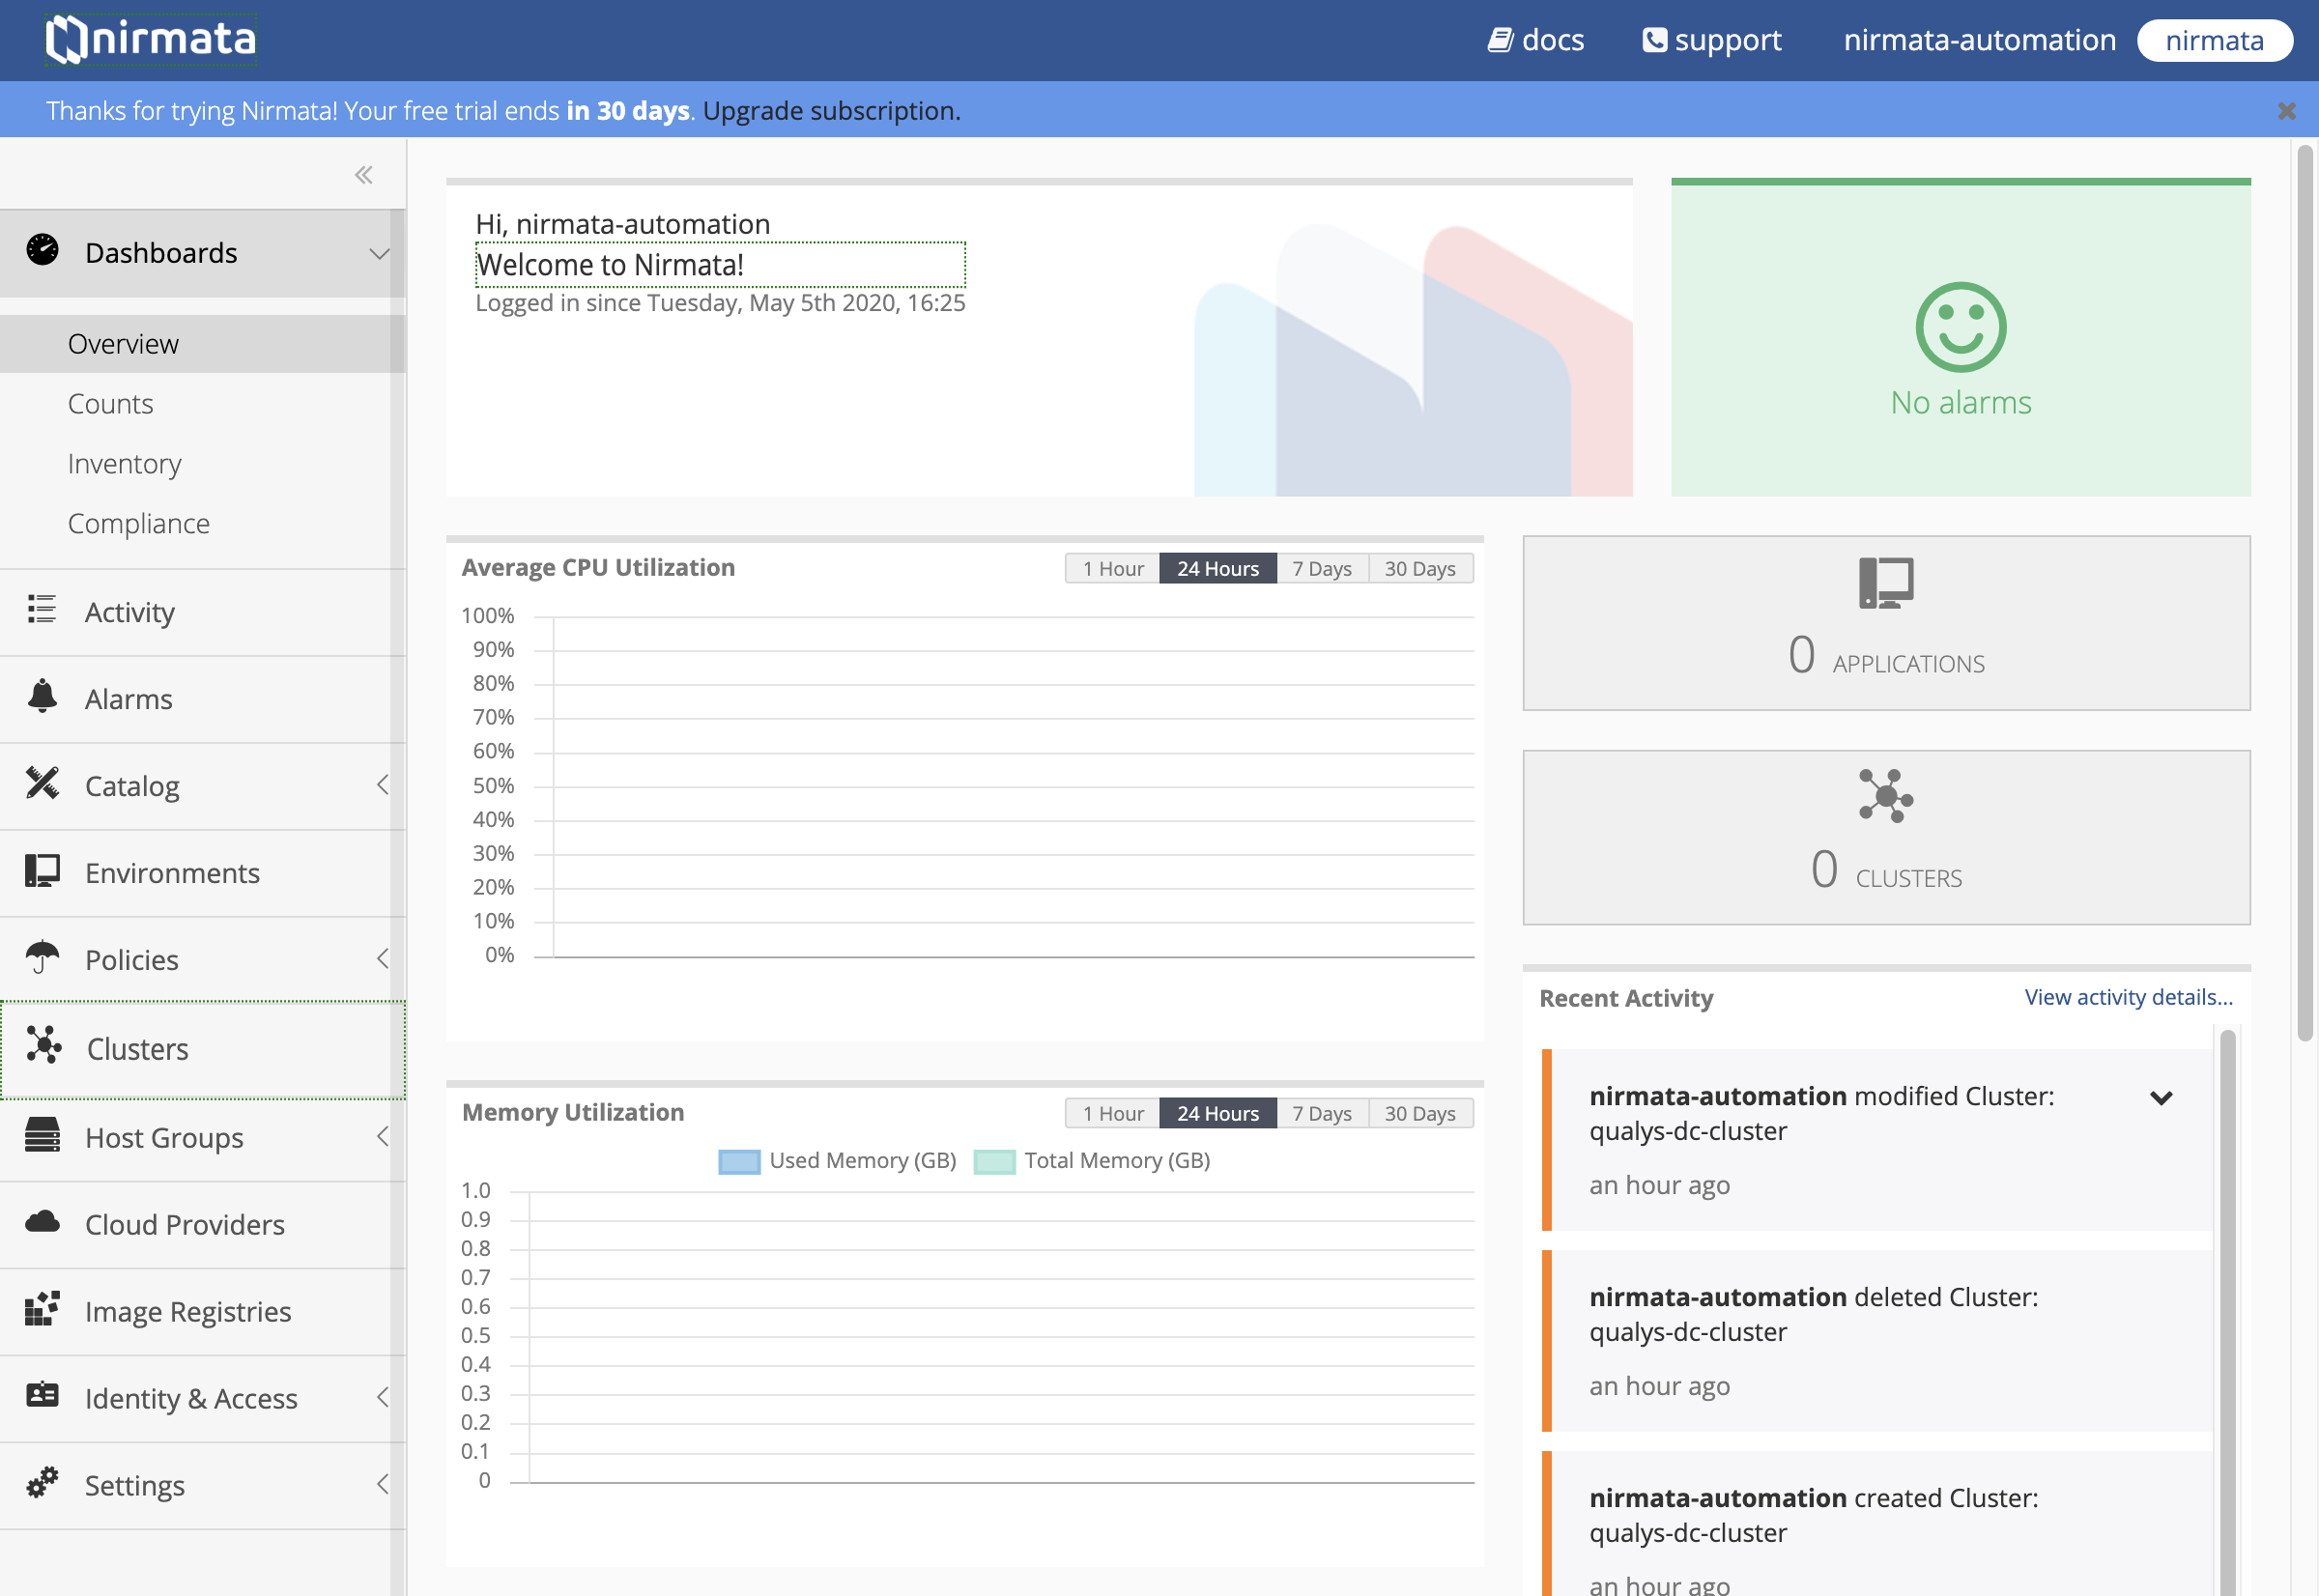 nirmata
docs
support
nirmata-automation
nirmata
Thanks for trying Nirmata! Your free trial ends in 30 days. Upgrade subscription.
Dashboards
Overview
Counts
Inventory
Compliance
Activity
Alarms
Catalog
Environments
Policies
Clusters
Host Groups
Cloud Providers
Image Registries
Identity & Access
Settings
Hi, nirmata-automation
Welcome to Nirmata!
Logged in since Tuesday, May 5th 2020, 16:25
No alarms
Average CPU Utilization
1 Hour 24 Hours 7 Days 30 Days
100%
90%
80%
70%
60%
50%
40%
30%
20%
10%
0%
0 APPLICATIONS
0 CLUSTERS
Memory Utilization
1 Hour 24 Hours 7 Days 30 Days
Used Memory (GB) Total Memory (GB)
1.0
0.9
0.8
0.7
0.6
0.5
0.4
0.3
0.2
0.1
0
Recent Activity
View activity details...
nirmata-automation modified Cluster:
qualys-dc-cluster
an hour ago
nirmata-automation deleted Cluster:
qualys-dc-cluster
an hour ago
nirmata-automation created Cluster:
qualys-dc-cluster
an hour ago